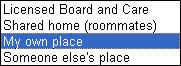 Licensed Board and Care
Shared home (roommates)
My own place
Someone else's place